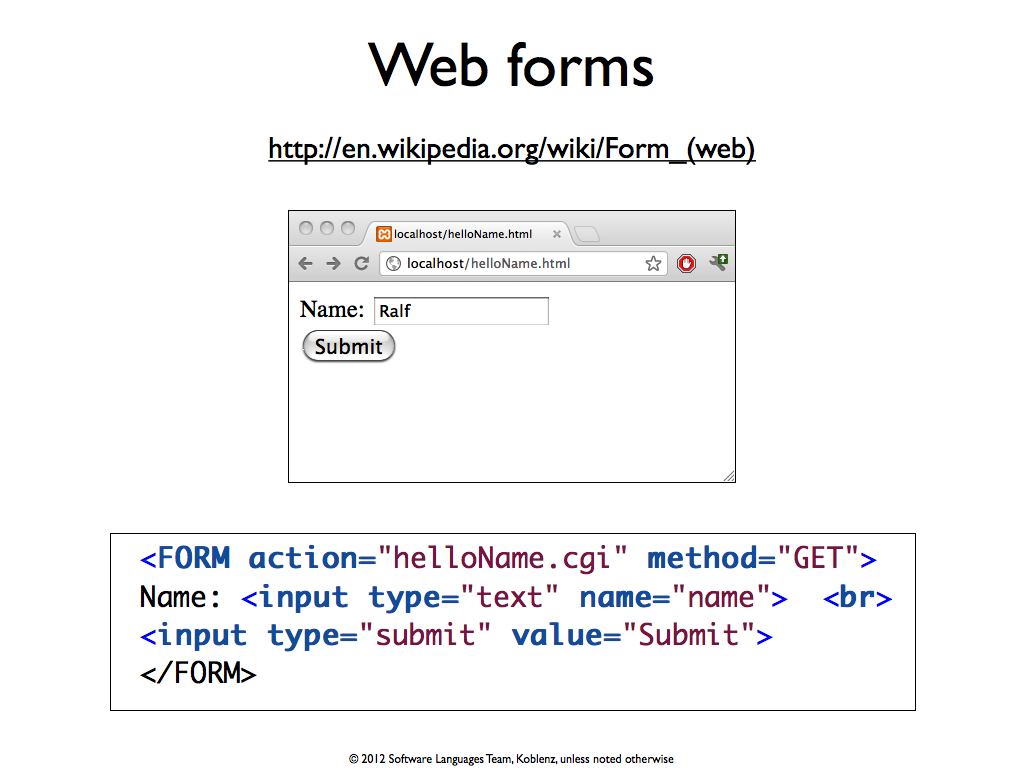 Web forms
http://en.wikipedia.org/wiki/Form_(web)
localhost/helloName.html
localhost/helloName.html
Name: Ralf
Submit
<FORM action="helloName.cgi" method="GET">
Name: <input type="text" name="name">  <br>
<input type="submit" value="Submit">
</FORM>
© 2012 Software Languages Team, Koblenz, unless noted otherwise